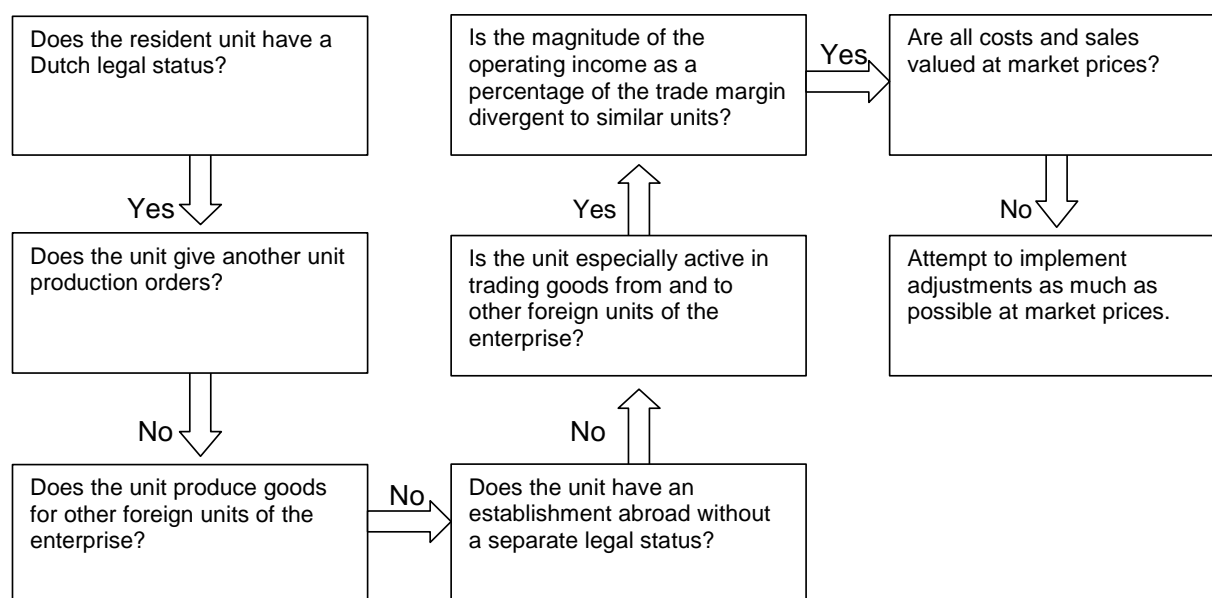 Does the resident unit have a
Dutch legal status?
Yes
Does the unit give another unit
production orders?
No
Does the unit produce goods
for other foreign units of the
enterprise?
No
Does the unit have an
establishment abroad without
a separate legal status?
No
Is the unit especially active in
trading goods from and to
other foreign units of the
enterprise?
Yes
Is the magnitude of the
operating income as a
percentage of the trade margin
divergent to similar units?
Yes
Are all costs and sales
valued at market prices?
No
Attempt to implement
adjustments as much as
possible at market prices.